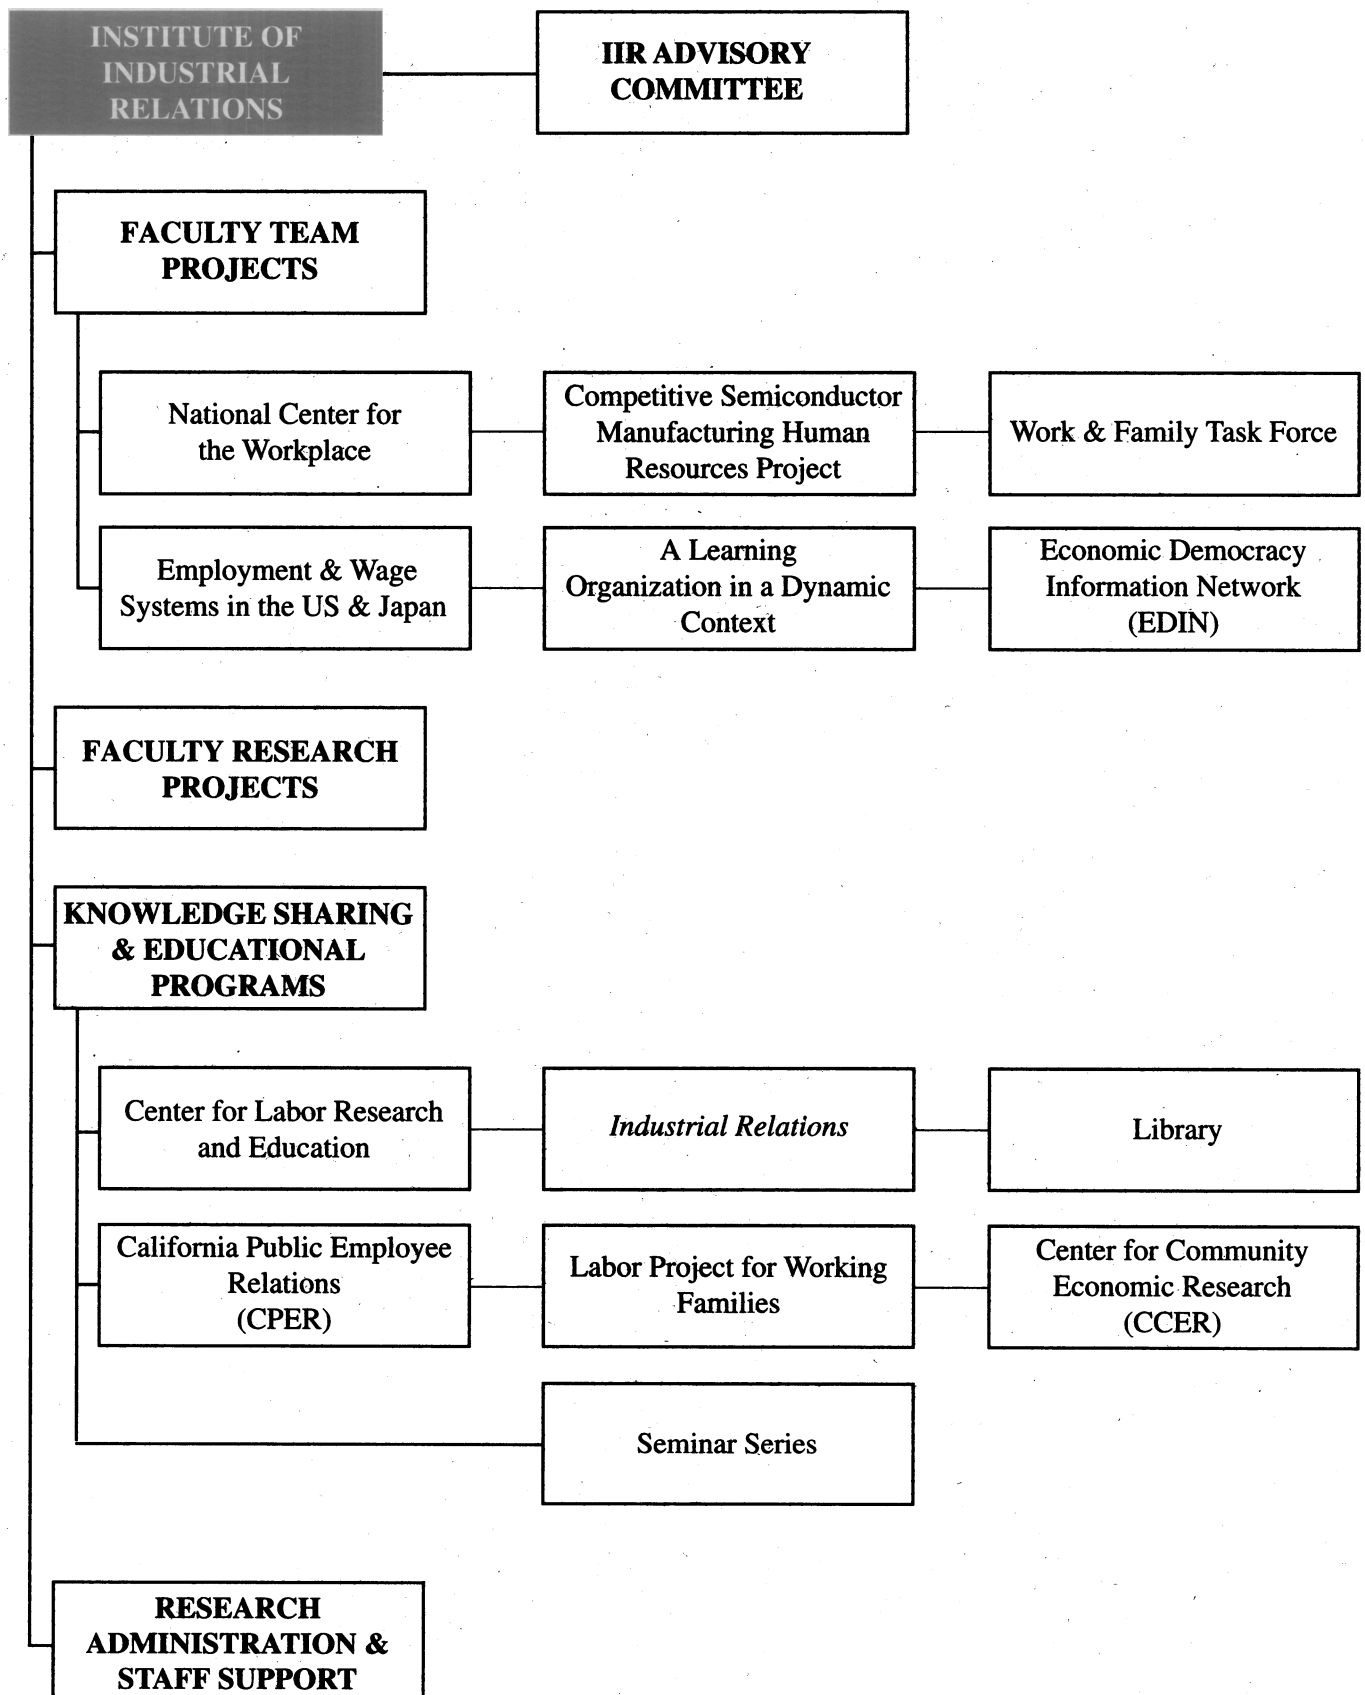 INSTITUTE OF
INDUSTRIAL
RELATIONS
IIR ADVISORY
COMMITTEE
FACULTY TEAM
PROJECTS
National Center for
the Workplace
Competitive Semiconductor
Manufacturing Human
Resources Project
Work & Family Task Force
Employment & Wage
Systems in the US & Japan
A Learning
Organization in a Dynamic
Context
Economic Democracy
Information Network
(EDIN)
FACULTY RESEARCH
PROJECTS
KNOWLEDGE SHARING
& EDUCATIONAL
PROGRAMS
Center for Labor Research
and Education
Industrial Relations
Library
California Public Employee
Relations
(CPER)
Labor Project for Working
Families
Center for Community
Economic Research
(CCER)
Seminar Series
RESEARCH
ADMINISTRATION &
STAFF SUPPORT